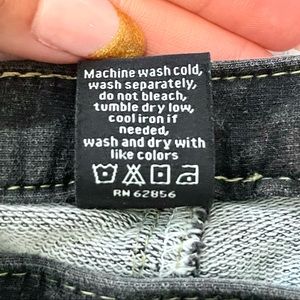 Machine wash cold,
wash separately,
do not bleach,
tumble dry low,
cool iron if
needed,
wash and dry with
like colors
RN 62856